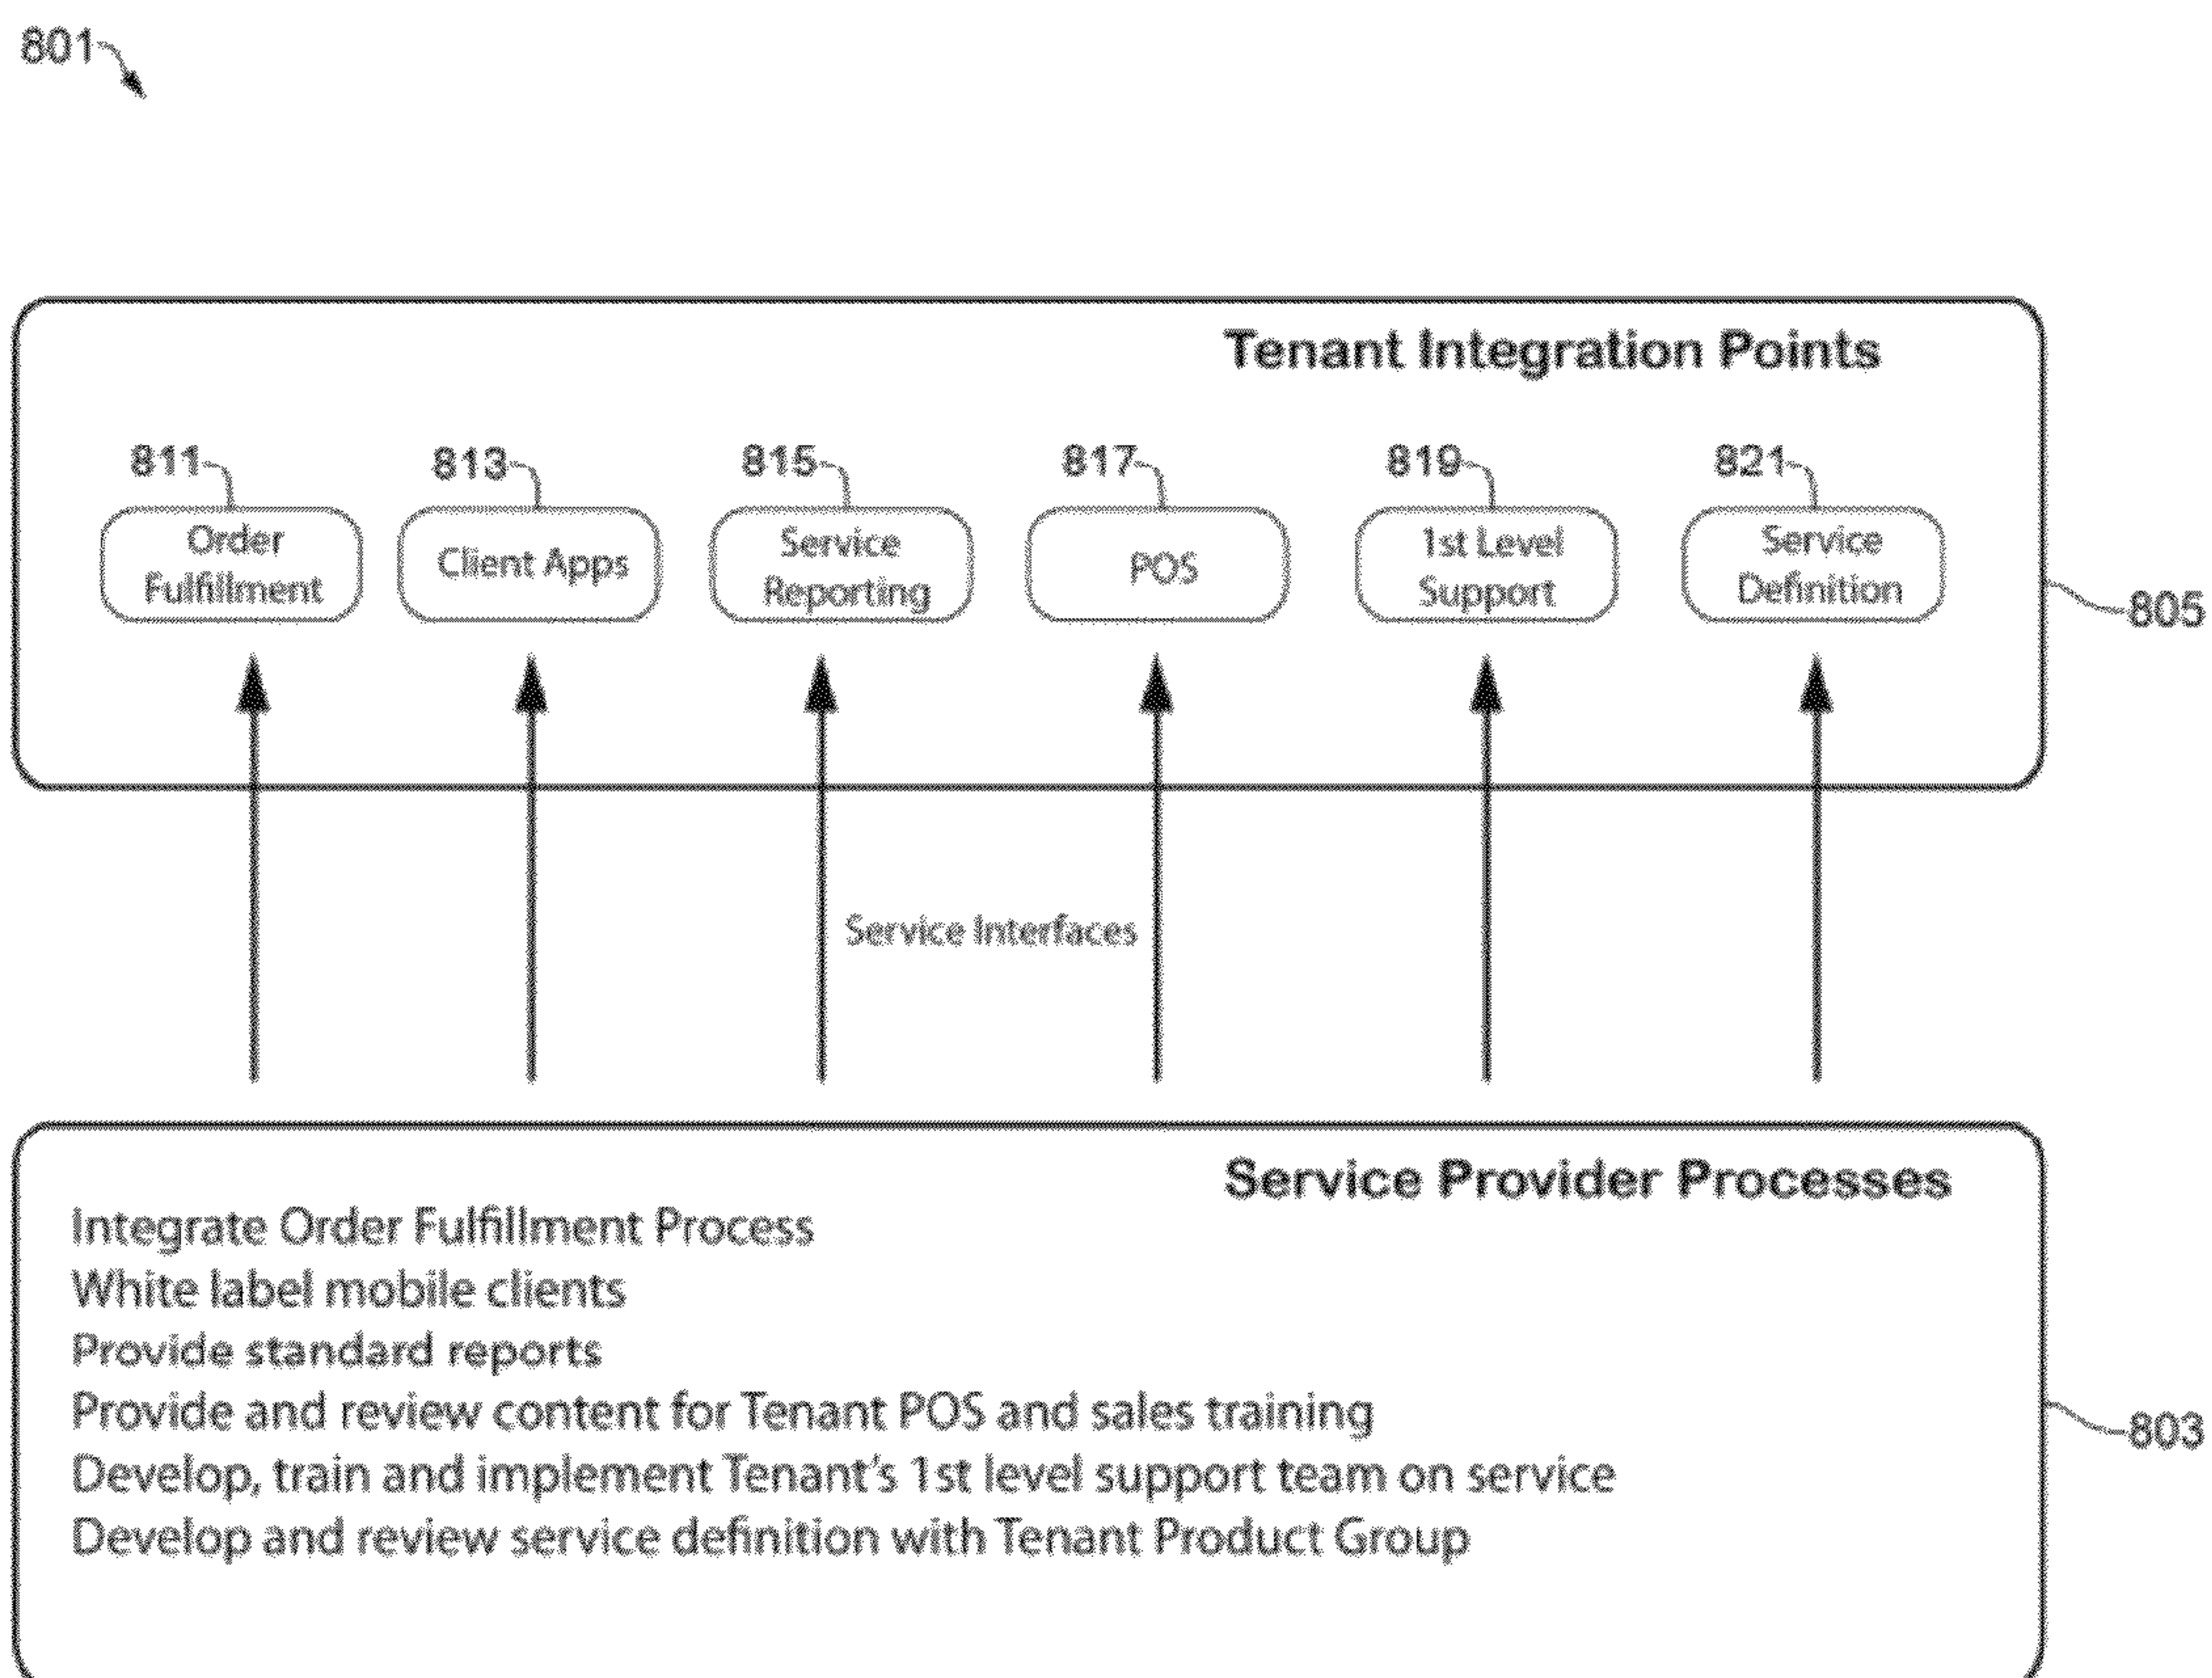 801
Tenant Integration Points
811 813 815 817 819 821
Order
Fulfillment
Client Apps
Service
Reporting
POS
1st Level
Support
Service
Definition
805
Service Interfaces
Service Provider Processes
Integrate Order Fulfillment Process
White label mobile clients
Provide standard reports
Provide and review content for Tenant POS and sales training
803
Develop, train and implement Tenant's 1st level support team on service
Develop and review service definition with Tenant Product Group